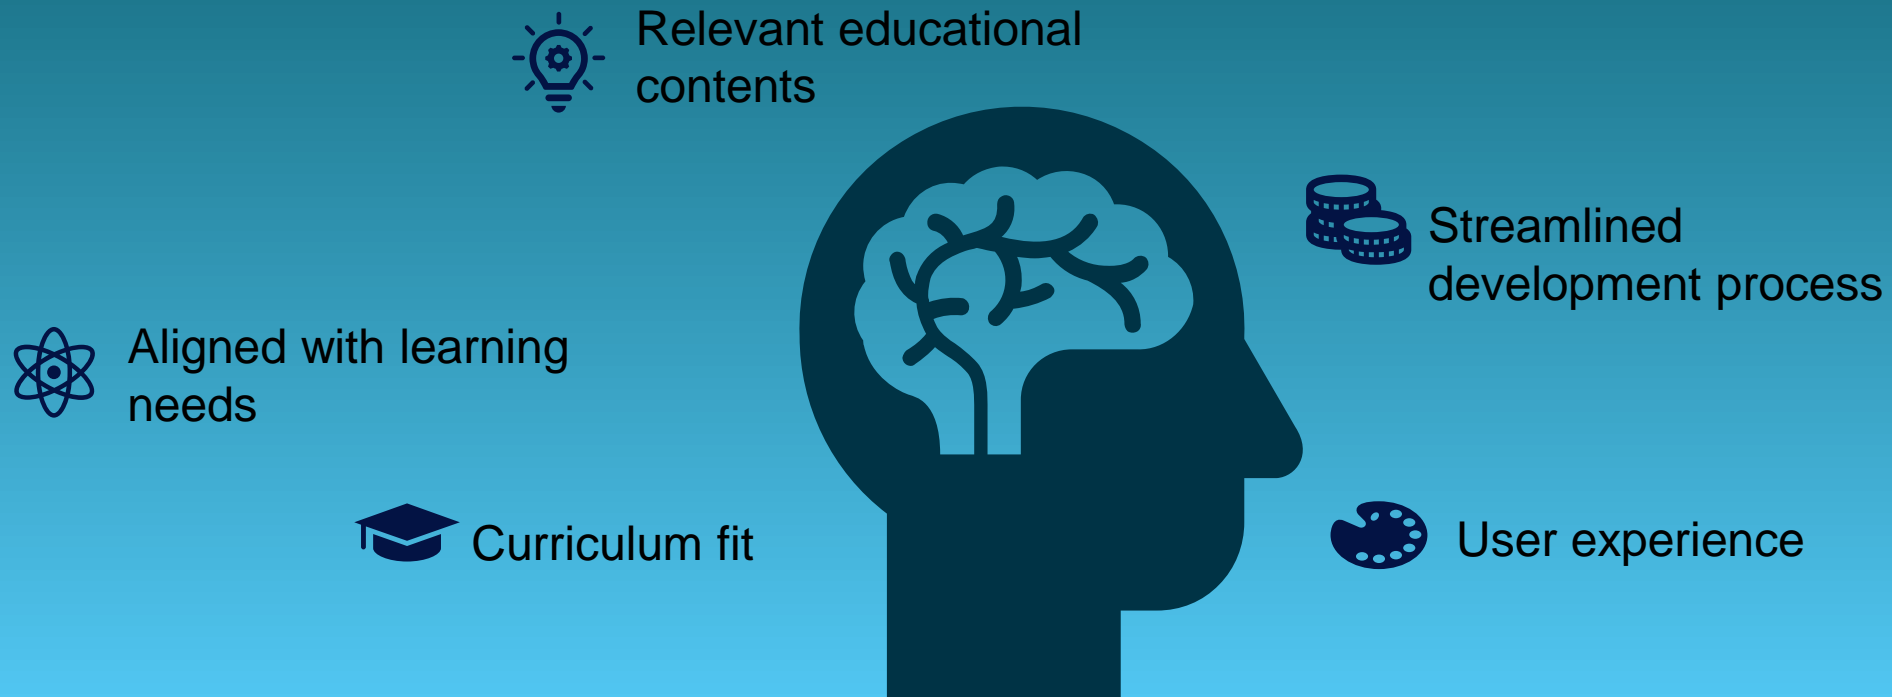 Relevant educational
contents
Streamlined
development process
Aligned with learning
needs
Curriculum fit
User experience